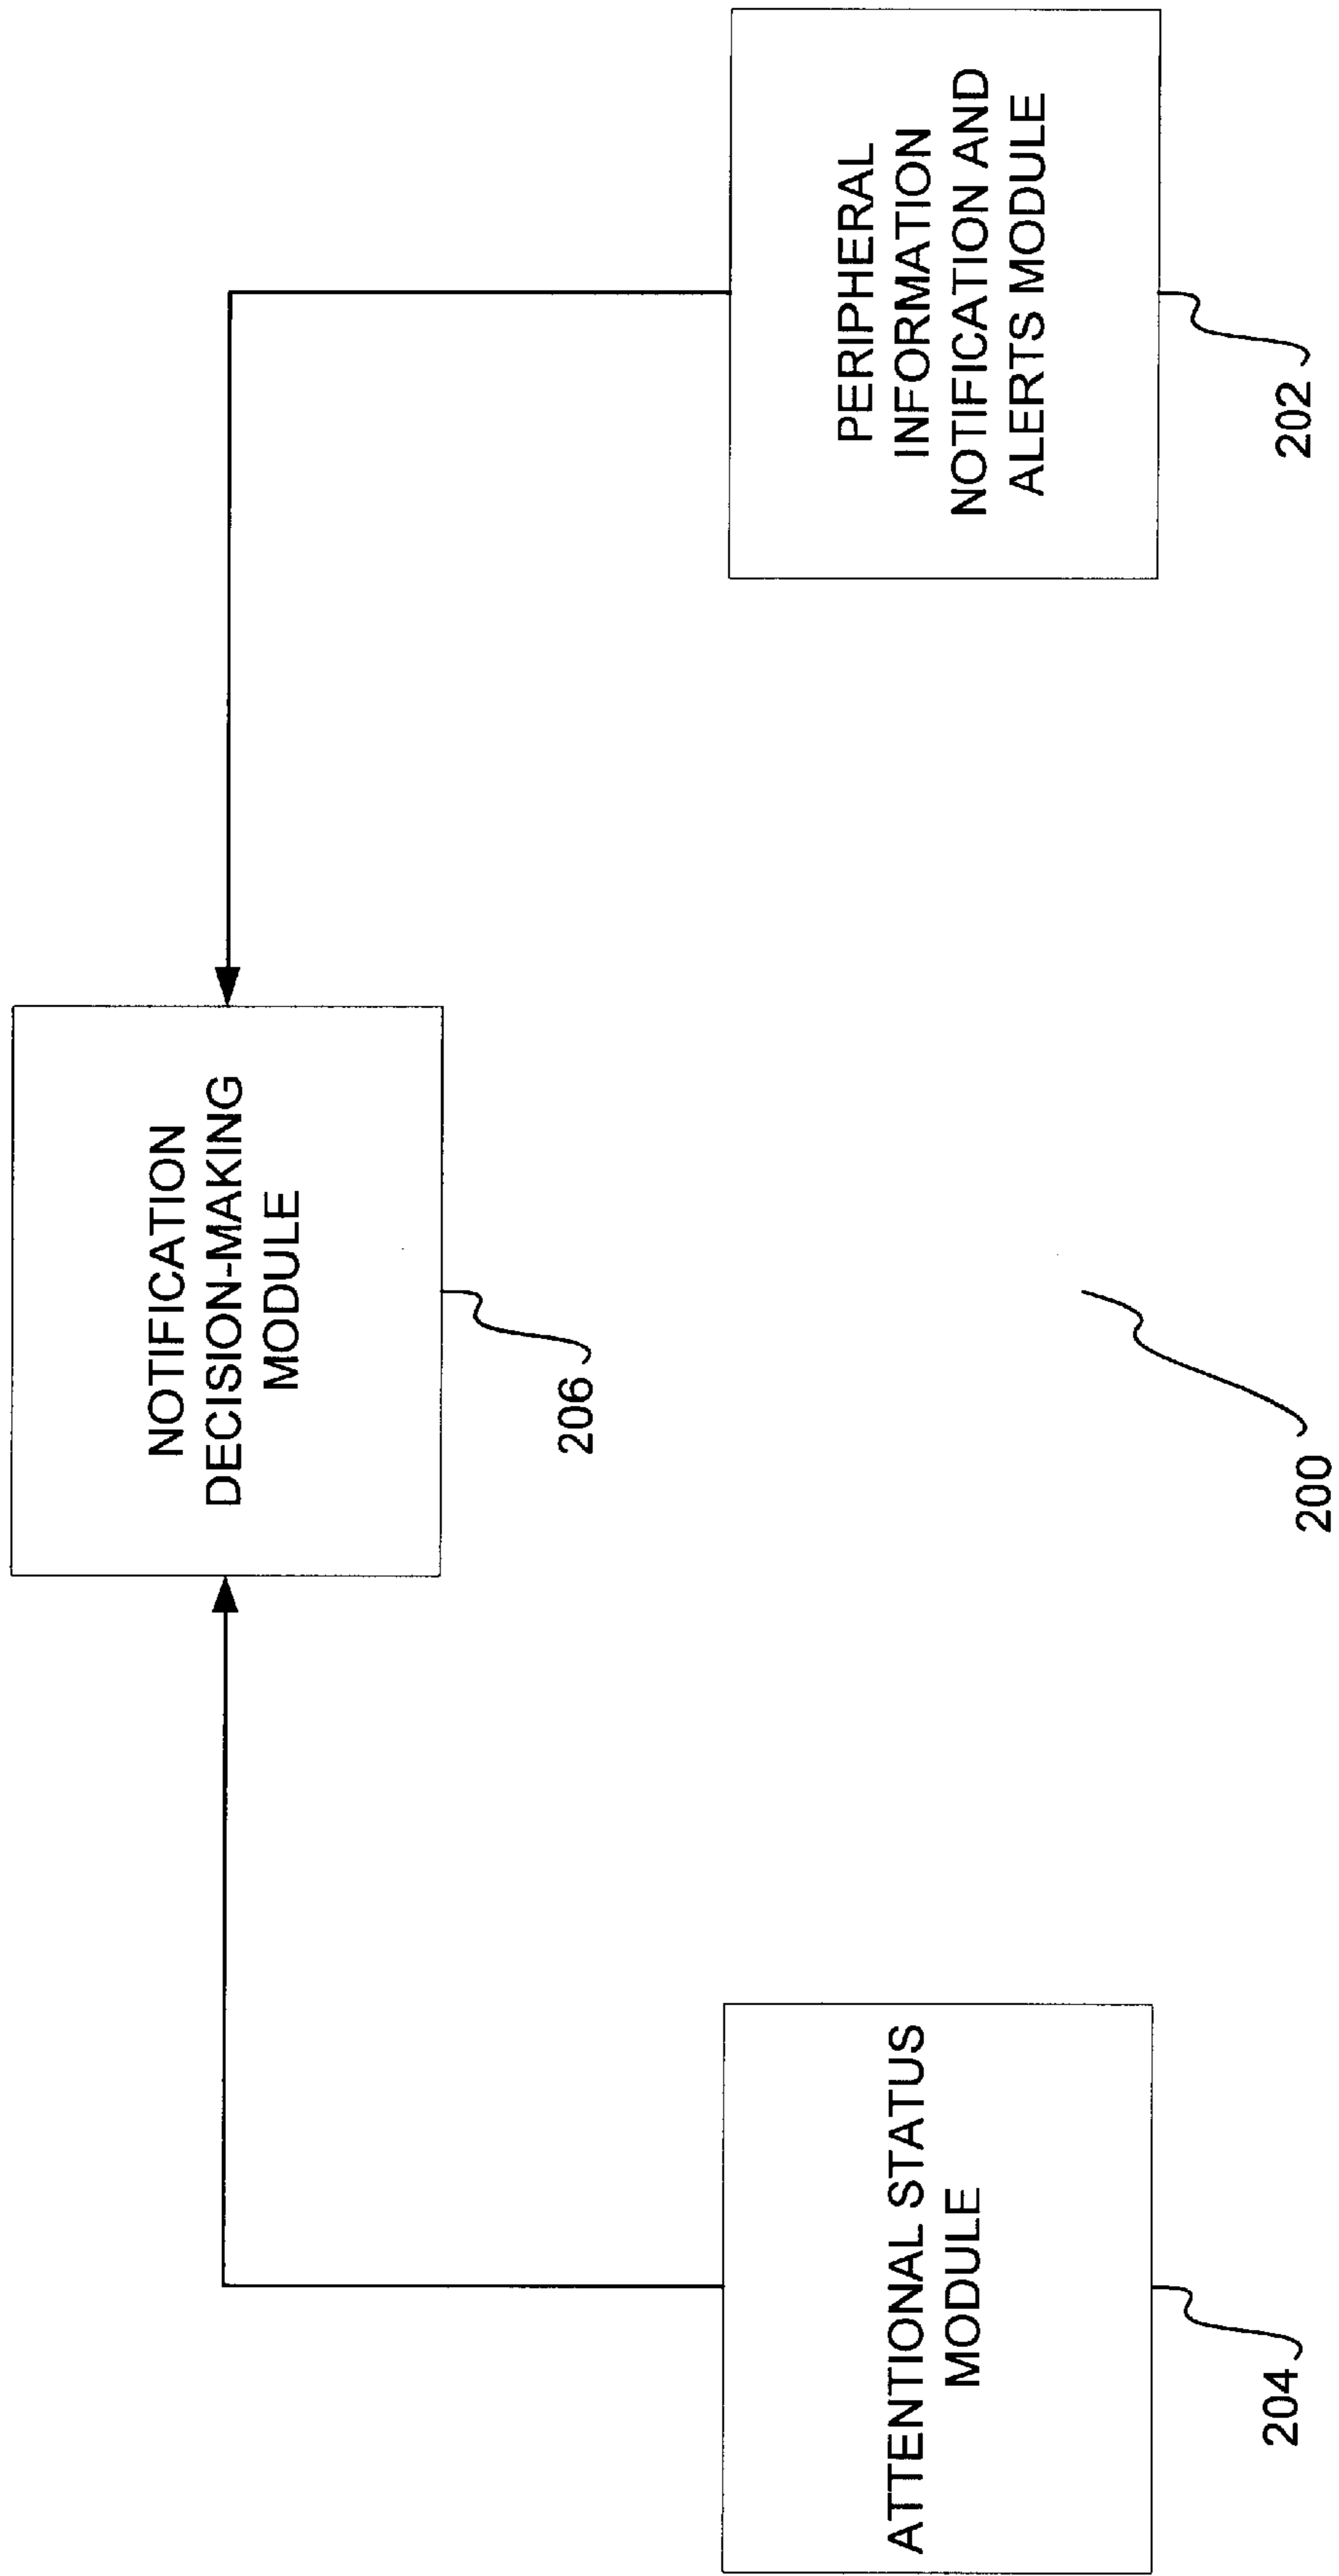 NOTIFICATION
DECISION-MAKING
MODULE
206
ATTENTIONAL STATUS
MODULE
204
PERIPHERAL
INFORMATION
NOTIFICATION AND
ALERTS MODULE
202
200